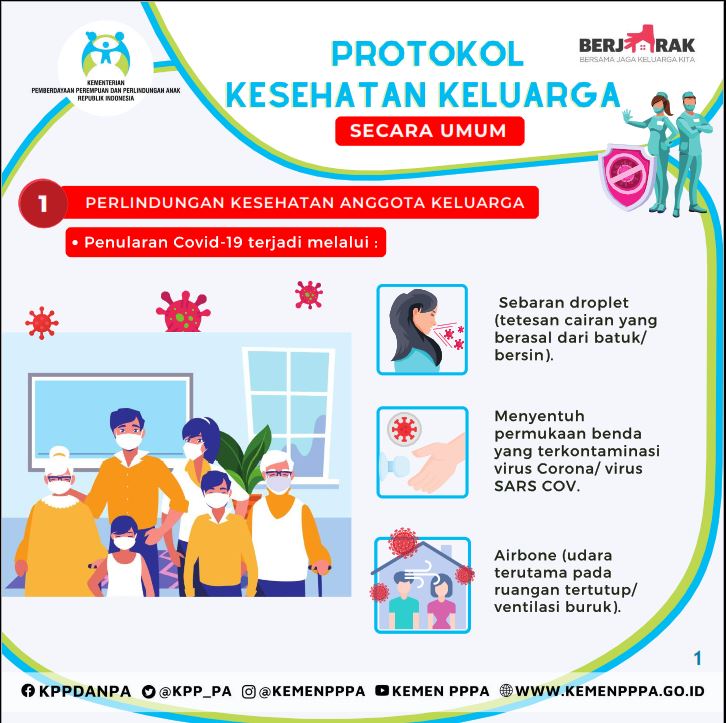 KEMENTERIAN
PEMBERDAYAAN PEREMPUAN DAN PERLINDUNGAN ANAK
REPUBLIK INDONESIA
PROTOKOL
KESEHATAN KELUARGA
SECARA UMUM
BERJARAK
BERSAMA JAGA KELUARGA KITA
1 PERLINDUNGAN KESEHATAN ANGGOTA KELUARGA
• Penularan Covid-19 terjadi melalui :
Sebaran droplet
(tetesan cairan yang
berasal dari batuk/
bersin).
Menyentuh
permukaan benda
yang terkontaminasi
virus Corona/ virus
SARS COV.
Airbone (udara
terutama pada
ruangan tertutup/
ventilasi buruk).
1
KPPDANPA @KPP_PA @KEMENPPPA KEMEN PPPA WWW.KEMENPPPA.GO.ID